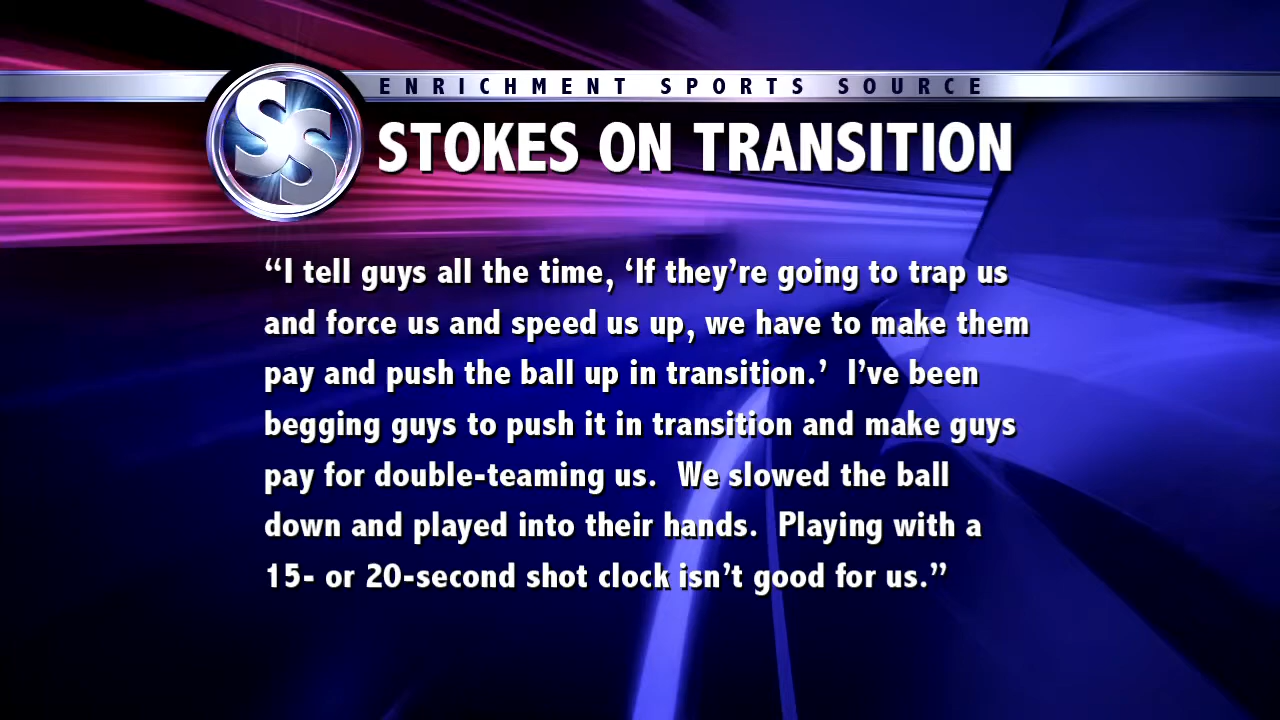 ENRICHMENT SPORTS SOURCE
SS
STOKES ON TRANSITION
“I tell guys all the time, ‘If they’re going to trap us
and force us and speed us up, we have to make them
pay and push the ball up in transition.’  I’ve been
begging guys to push it in transition and make guys
pay for double-teaming us.  We slowed the ball
down and played into their hands.  Playing with a
15- or 20-second shot clock isn’t good for us.”